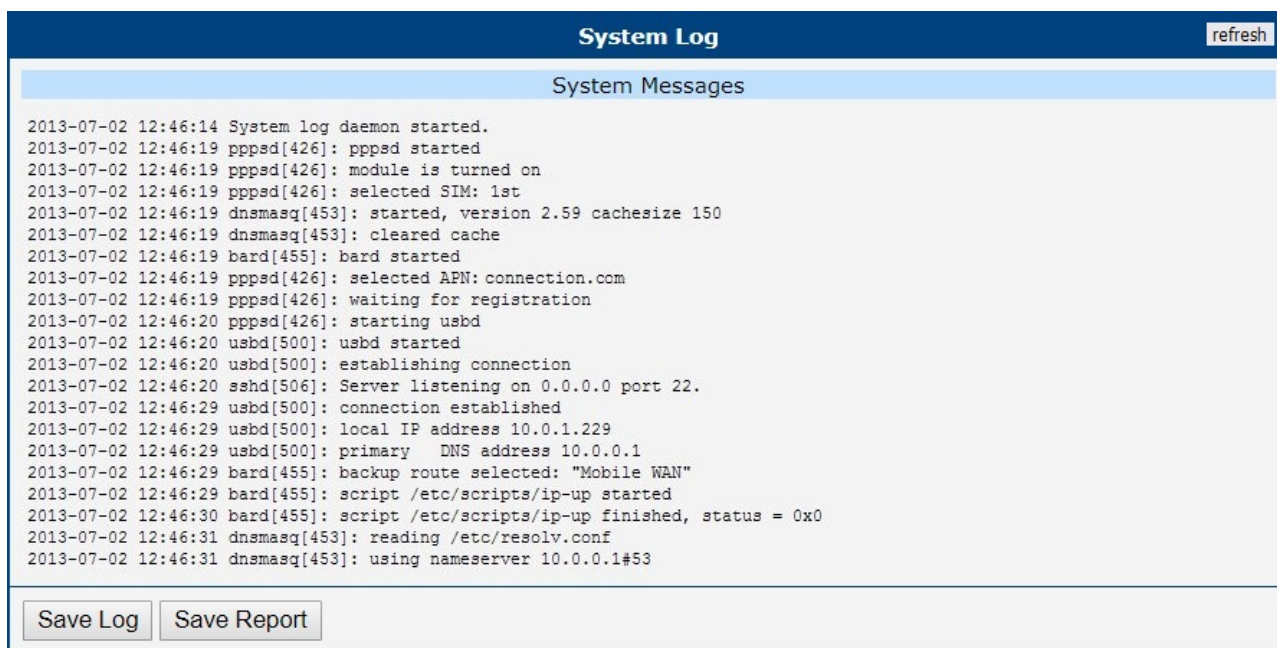 System Log
refresh
System Messages
2013-07-02 12:46:14 System log daemon started.
2013-07-02 12:46:19 pppsd[426]: pppsd started
2013-07-02 12:46:19 pppsd[426]: module is turned on
2013-07-02 12:46:19 pppsd[426]: selected SIM: 1st
2013-07-02 12:46:19 dnsmasq[453]: started, version 2.59 cachesize 150
2013-07-02 12:46:19 dnsmasq[453]: cleared cache
2013-07-02 12:46:19 bard[455]: bard started
2013-07-02 12:46:19 pppsd[426]: selected APN: connection.com
2013-07-02 12:46:19 pppsd[426]: waiting for registration
2013-07-02 12:46:20 pppsd[426]: starting usbd
2013-07-02 12:46:20 usbd[500]: usbd started
2013-07-02 12:46:20 usbd[500]: establishing connection
2013-07-02 12:46:20 sshd[506]: Server listening on 0.0.0.0 port 22.
2013-07-02 12:46:29 usbd[500]: connection established
2013-07-02 12:46:29 usbd[500]: local IP address 10.0.1.229
2013-07-02 12:46:29 usbd[500]: primary   DNS address 10.0.0.1
2013-07-02 12:46:29 bard[455]: backup route selected: "Mobile WAN"
2013-07-02 12:46:29 bard[455]: script /etc/scripts/ip-up started
2013-07-02 12:46:30 bard[455]: script /etc/scripts/ip-up finished, status = 0x0
2013-07-02 12:46:31 dnsmasq[453]: reading /etc/resolv.conf
2013-07-02 12:46:31 dnsmasq[453]: using nameserver 10.0.0.1#53
Save Log
Save Report